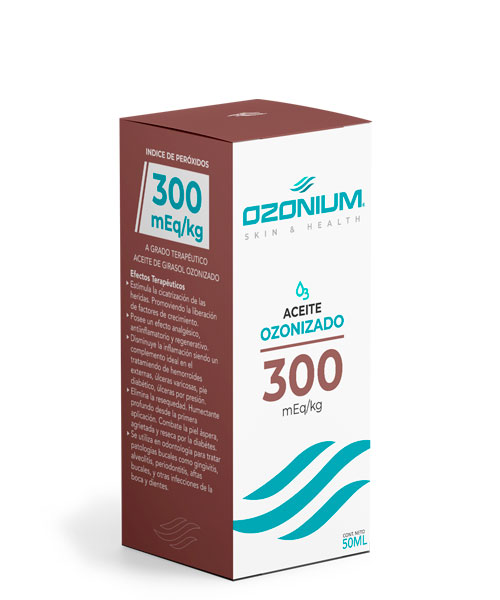 INDICE DE PERÓXIDOS
300
mEq/kg
A GRADO TERAPÉUTICO
ACEITE DE GIRASOL OZONIZADO
Efectos Terapéuticos
▸ Estimula la cicatrización de las
heridas. Promoviendo la liberación
de factores de crecimiento.
▸ Posee un efecto analgésico,
antiinflamatorio y regenerativo.
▸ Disminuye la inflamación siendo un
complemento ideal en el
tratamiendo de hemorroides
externas, úlceras varicosas, pie
diabético, úlceras por presión.
▸ Elimina la resequedad. Humectante
profundo desde la primera
aplicación. Combate la piel áspera,
agrietada y reseca por la diabetes.
▸ Se utiliza en odontología para tratar
patologías bucales como gingivitis,
alveolitis, periodontitis, aftas
bucales, y otras infecciones de la
boca y dientes.
OZONIUM®
SKIN & HEALTH
O3
ACEITE
OZONIZADO
300
mEq/kg
CONT. NETO
50ML